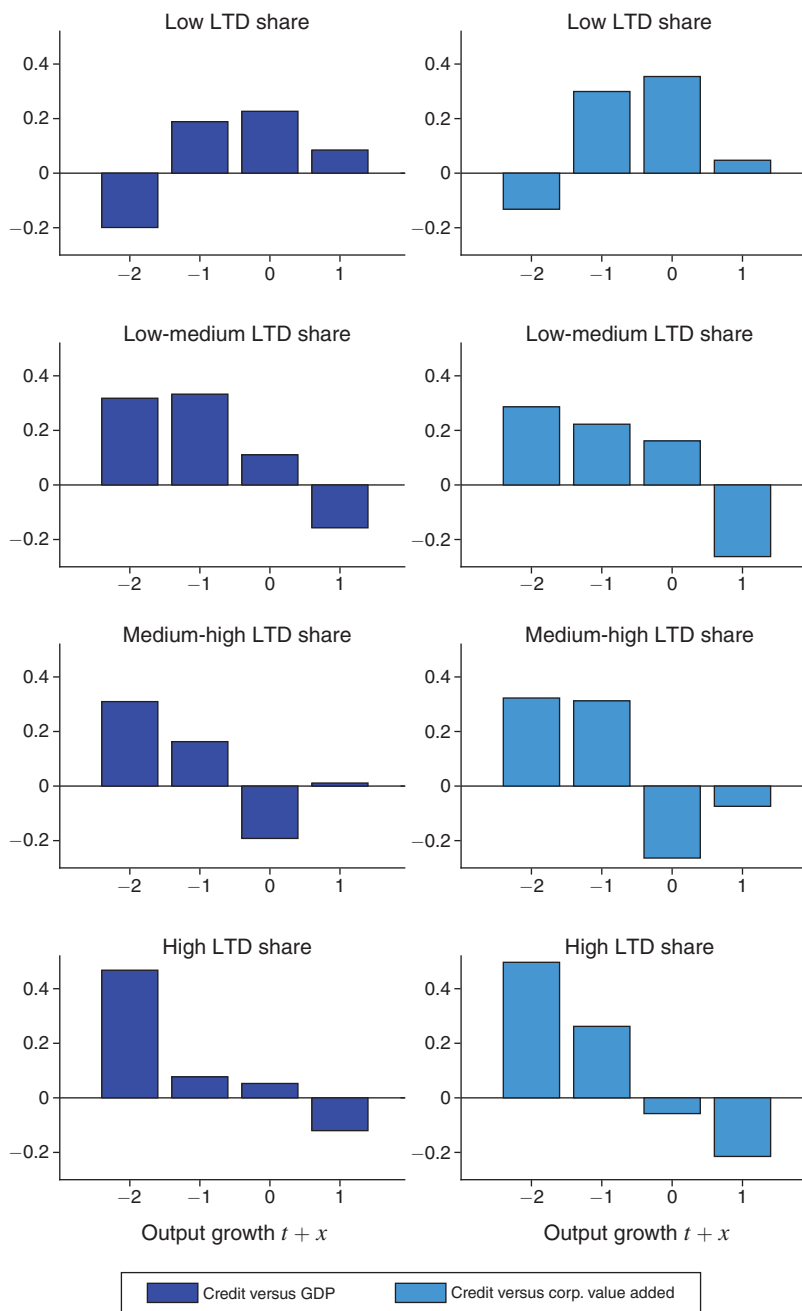 Low LTD share
0.4
0.2
0
−0.2
−2 −1 0 1
Low LTD share
0.4
0.2
0
−0.2
−2 −1 0 1
Low-medium LTD share
0.4
0.2
0
−0.2
−2 −1 0 1
Low-medium LTD share
0.4
0.2
0
−0.2
−2 −1 0 1
Medium-high LTD share
0.4
0.2
0
−0.2
−2 −1 0 1
Medium-high LTD share
0.4
0.2
0
−0.2
−2 −1 0 1
High LTD share
0.4
0.2
0
−0.2
−2 −1 0 1
Output growth t + x
High LTD share
0.4
0.2
0
−0.2
−2 −1 0 1
Output growth t + x
Credit versus GDP
Credit versus corp. value added